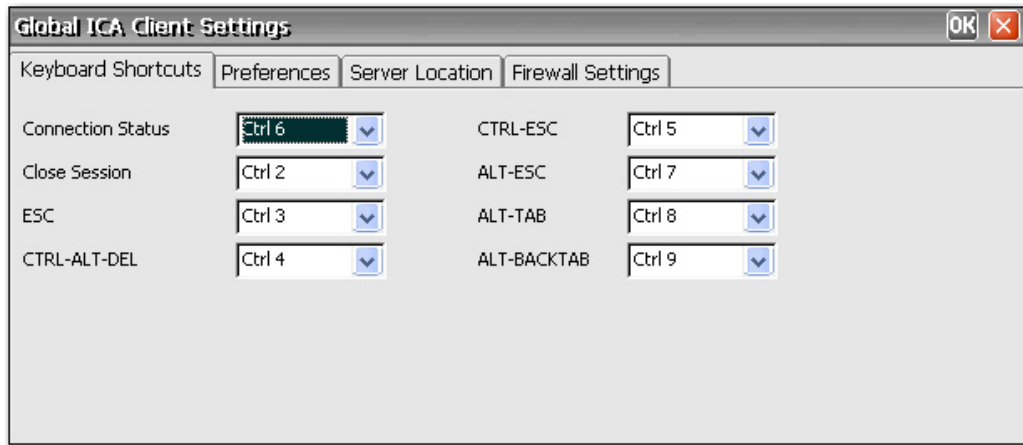 Global ICA Client Settings OK
Keyboard Shortcuts Preferences Server Location Firewall Settings
Connection Status Ctrl 6 CTRL-ESC Ctrl 5
Close Session Ctrl 2 ALT-ESC Ctrl 7
ESC Ctrl 3 ALT-TAB Ctrl 8
CTRL-ALT-DEL Ctrl 4 ALT-BACKTAB Ctrl 9